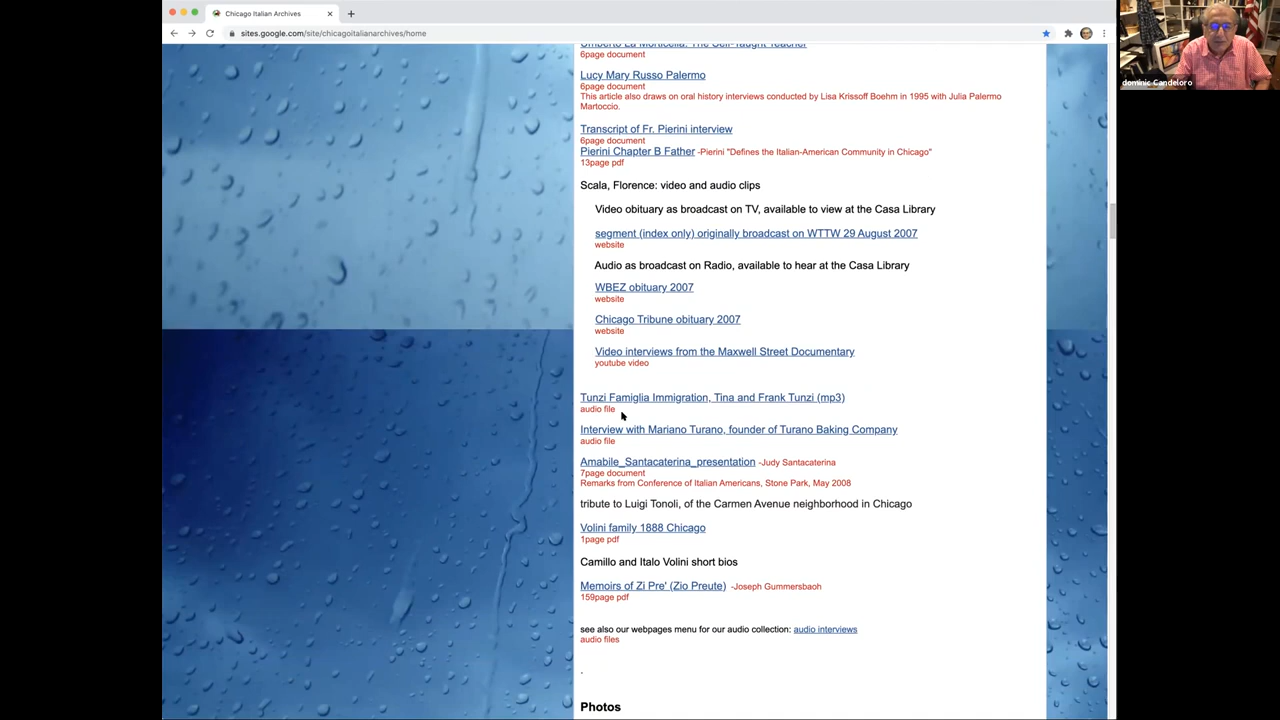 Chicago Italian Archives
sites.google.com/site/chicagoitalianarchives/home
dominic Candeloro
Umberto La Morticella: The Self-Taught Teacher
6page document
Lucy Mary Russo Palermo
6page document
This article also draws on oral history interviews conducted by Lisa Krissoff Boehm in 1995 with Julia Palermo
Martoccio.
Transcript of Fr. Pierini interview
6page document
Pierini Chapter B Father -Pierini "Defines the Italian-American Community in Chicago"
13page pdf
Scala, Florence: video and audio clips
Video obituary as broadcast on TV, available to view at the Casa Library
segment (index only) originally broadcast on WTTW 29 August 2007
website
Audio as broadcast on Radio, available to hear at the Casa Library
WBEZ obituary 2007
website
Chicago Tribune obituary 2007
website
Video interviews from the Maxwell Street Documentary
youtube video
Tunzi Famiglia Immigration, Tina and Frank Tunzi (mp3)
audio file
Interview with Mariano Turano, founder of Turano Baking Company
audio file
Amabile_Santacaterina_presentation -Judy Santacaterina
7page document
Remarks from Conference of Italian Americans, Stone Park, May 2008
tribute to Luigi Tonoli, of the Carmen Avenue neighborhood in Chicago
Volini family 1888 Chicago
1page pdf
Camillo and Italo Volini short bios
Memoirs of Zi Pre' (Zio Preute) -Joseph Gummersbaoh
159page pdf
see also our webpages menu for our audio collection: audio interviews
audio files
.
Photos